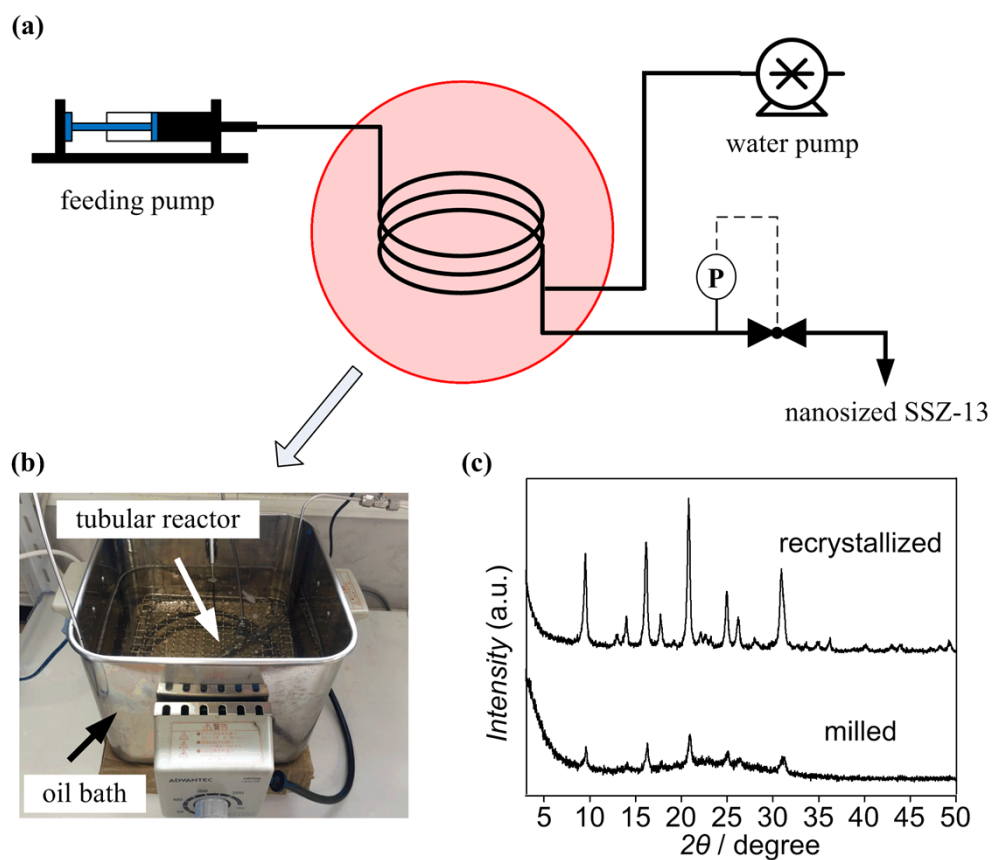 (a)
feeding pump
water pump
P
nanosized SSZ-13
(b)
tubular reactor
oil bath
ADVANTEC
(c)
Intensity (a.u.)
recrystallized
milled
5 10 15 20 25 30 35 40 45 50
2θ / degree